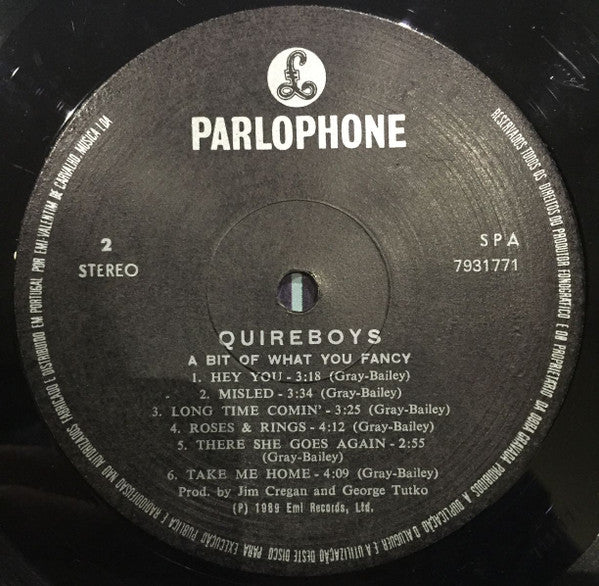 £
PARLOPHONE
2
STEREO
SPA
7931771
QUIREBOYS
A BIT OF WHAT YOU FANCY
1. HEY YOU - 3:18 (Gray-Bailey)
2. MISLED - 3:34 (Gray-Bailey)
3. LONG TIME COMIN' - 3:25 (Gray-Bailey)
4. ROSES & RINGS - 4:12 (Gray-Bailey)
5. THERE SHE GOES AGAIN - 2:55
(Gray-Bailey)
6. TAKE ME HOME - 4:09 (Gray-Bailey)
Prod. by Jim Cregan and George Tutko
(P) 1989 Emi Records, Ltd.
RESERVADOS TODOS OS DIREITOS DO PRODUTOR FONOGRÁFICO E DO PROPRIETÁRIO DA OBRA GRAVADA PROIBIDOS A DUPLICAÇÃO O ALUGUER E A UTILIZAÇÃO DESTE DISCO PARA EXECUÇÃO PÚBLICA E RADIODIFUSÃO NÃO AUTORIZADOS FABRICADO E DISTRIBUIDO EM PORTUGAL POR EMI-VALENTIM DE CARVALHO, MÚSICA LDA